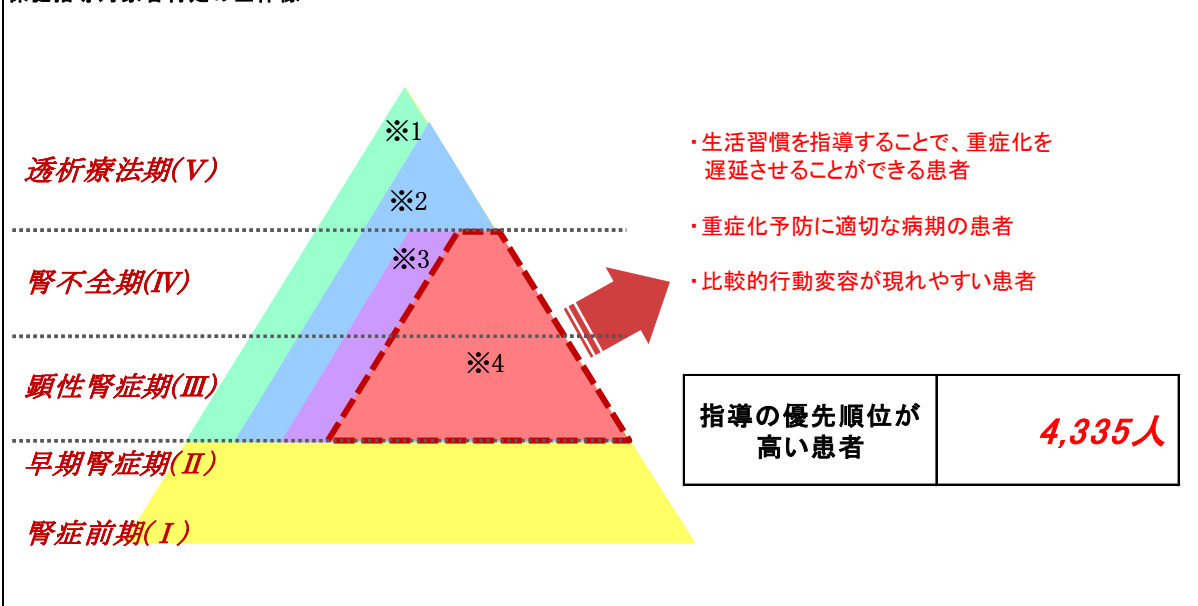 透析療法期(Ⅴ)
腎不全期(Ⅳ)
顕性腎症期(Ⅲ)
早期腎症期(Ⅱ)
腎症前期(Ⅰ)
※1
※2
※3
※4
・生活習慣を指導することで、重症化を
遅延させることができる患者
・重症化予防に適切な病期の患者
・比較的行動変容が現れやすい患者
指導の優先順位が
高い患者
4,335人